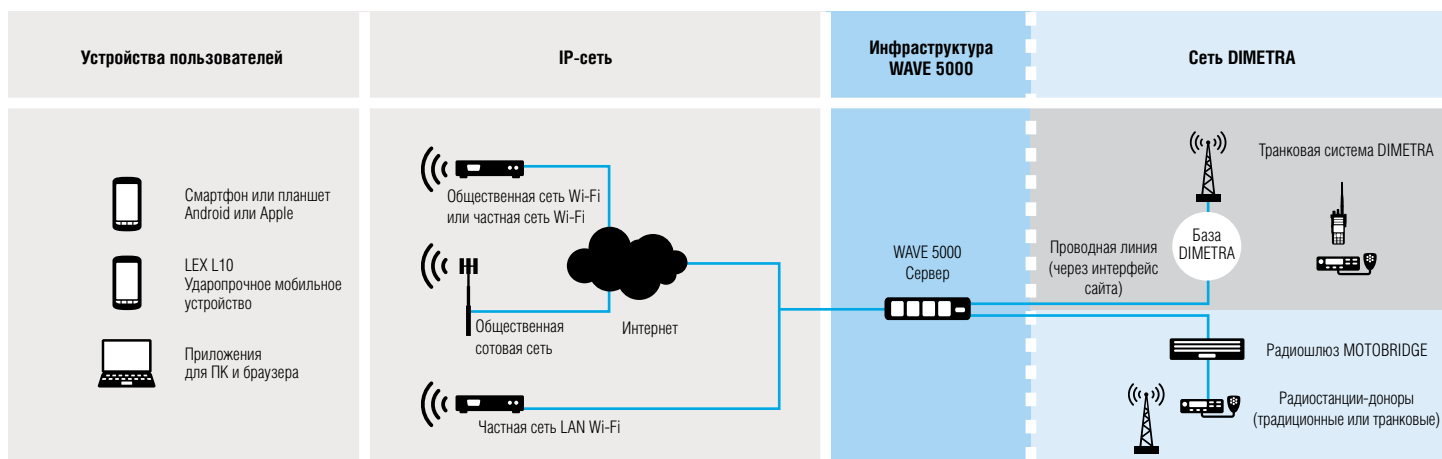 Устройства пользователей
IP-сеть
Инфраструктура
WAVE 5000
Сеть DIMETRA
Смартфон или планшет
Android или Apple
LEX L10
Ударопрочное мобильное
устройство
Приложения
для ПК и браузера
Общественная сеть Wi-Fi
или частная сеть Wi-Fi
Общественная
сотовая сеть
Интернет
Частная сеть LAN Wi-Fi
WAVE 5000
Сервер
Проводная линия
(через интерфейс
сайта)
База
DIMETRA
Транковая система DIMETRA
Радиошлюз MOTOBRIDGE
Радиостанции-доноры
(традиционные или транковые)